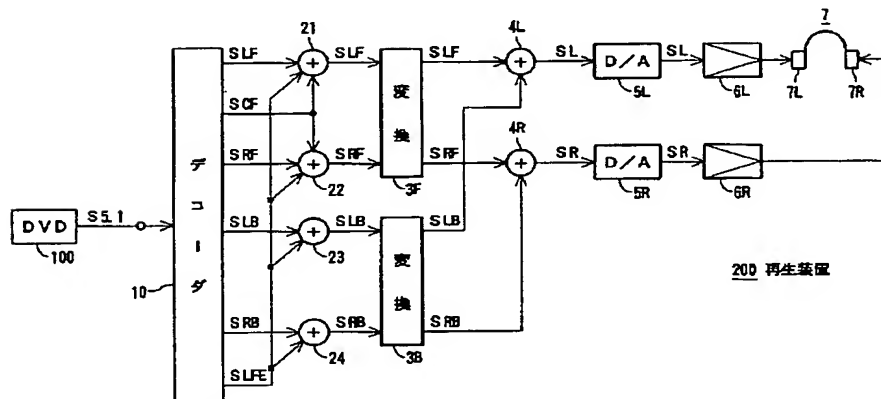 21
4L
7
SLF
SLF
SLF
SL
SL
D/A
5L
6L
7L
7R
SCF
変換
4R
SRF
SRF
SRF
SR
SR
D/A
22
3F
5R
6R
デコーダ
DVD
S5.1
100
SLB
SLB
SLB
23
変換
200 再生装置
10
SRB
SRB
SRB
24
3B
SLFE